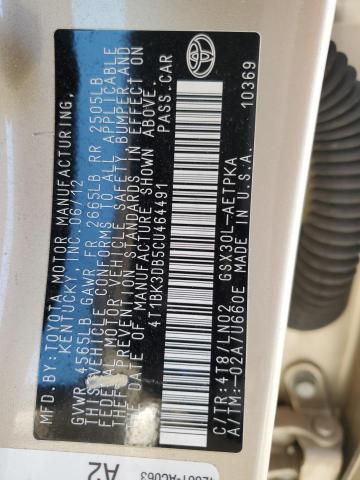 MFD.BY:TOYOTA MOTOR MANUFACTURING,
KENTUCKY, INC.06/12
GVWR 4565LB GAWR FR 2665LB RR 2505LB
THIS VEHICLE CONFORMS TO ALL APPLICABLE
FEDERAL MOTOR VEHICLE SAFETY BUMPER AND
THEFT PREVENTION STANDARDS IN EFFECT ON
THE DATE OF MANUFACTURE SHOWN ABOVE.
4T1BK3DB5CU464491 PASS.CAR
TOYOTA
C/TR:4T8/LN02 GSX30L-AETPKA
A/TM:-02A/U660E MADE IN U.S.A. 10369
A2